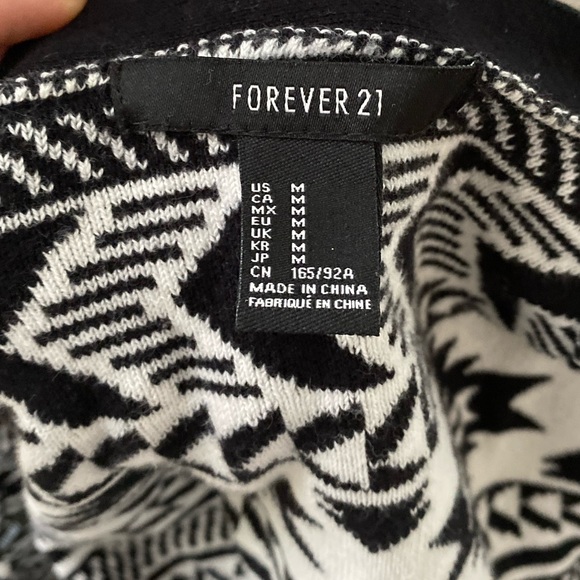 FOREVER 21
US M
CA M
MX M
EU M
UK M
KR M
JP M
CN 165/92A
MADE IN CHINA
FABRIQUÉ EN CHINE